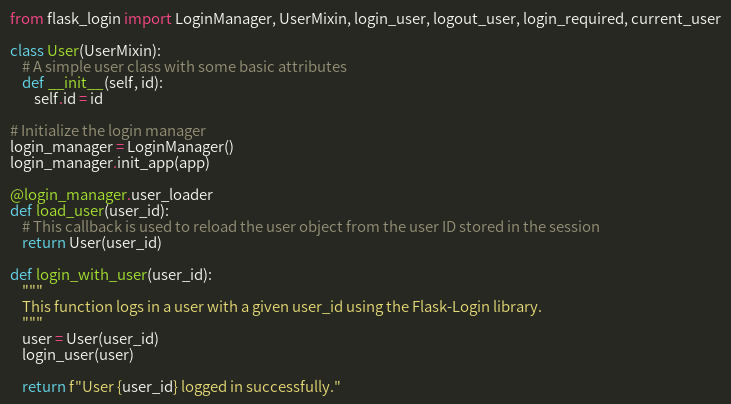 from flask_login import LoginManager, UserMixin, login_user, logout_user, login_required, current_user
class User(UserMixin):
# A simple user class with some basic attributes
def __init__(self, id):
self.id = id
# Initialize the login manager
login_manager = LoginManager()
login_manager.init_app(app)
@login_manager.user_loader
def load_user(user_id):
# This callback is used to reload the user object from the user ID stored in the session
return User(user_id)
def login_with_user(user_id):
"""
This function logs in a user with a given user_id using the Flask-Login library.
"""
user = User(user_id)
login_user(user)
return f"User {user_id} logged in successfully."